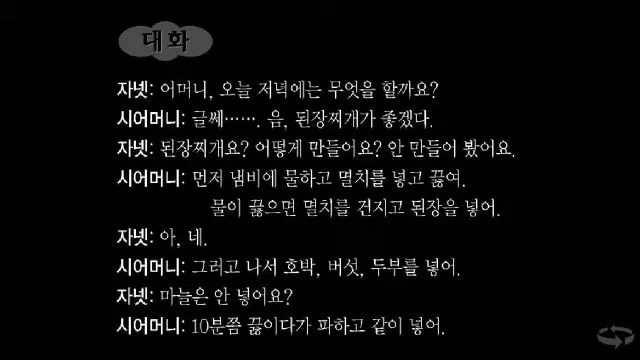 대화
자넷: 어머니, 오늘 저녁에는 무엇을 할까요?
시어머니: 글쎄……. 음, 된장찌개가 좋겠다.
자넷: 된장찌개요? 어떻게 만들어요? 안 만들어 봤어요.
시어머니: 먼저 냄비에 물하고 멸치를 넣고 끓여.
물이 끓으면 멸치를 건지고 된장을 넣어.
자넷: 아, 네.
시어머니: 그러고 나서 호박, 버섯, 두부를 넣어.
자넷: 마늘은 안 넣어요?
시어머니: 10분쯤 끓이다가 파하고 같이 넣어.